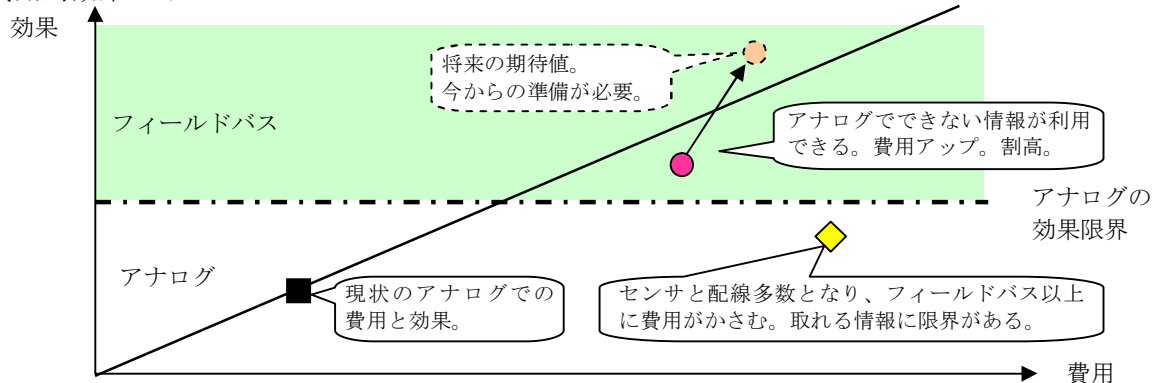 効果
将来の期待値。
今からの準備が必要。
フィールドバス
アナログでできない情報が利用
できる。費用アップ。割高。
アナログの
効果限界
アナログ
現状のアナログでの
費用と効果。
センサと配線多数となり、フィールドバス以上
に費用がかさむ。取れる情報に限界がある。
費用